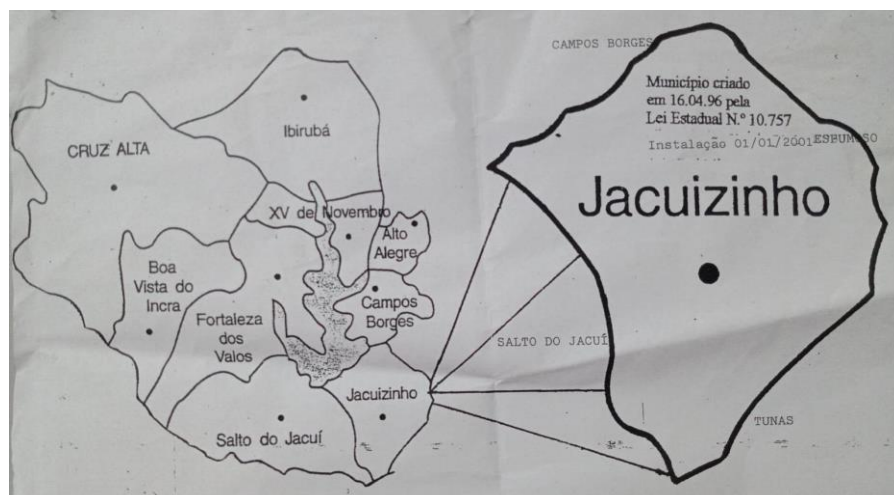 CRUZ ALTA
Ibirubá
XV de Novembro
Alto
Alegre
Boa
Vista do
Incra
Fortaleza
dos
Valos
Campos
Borges
Jacuizinho
Salto do Jacuí
CAMPOS BORGES
Município criado
em 16.04.96 pela
Lei Estadual N.º 10.757
Instalação 01/01/2001
ESPUMOSO
Jacuizinho
SALTO DO JACUÍ
TUNAS